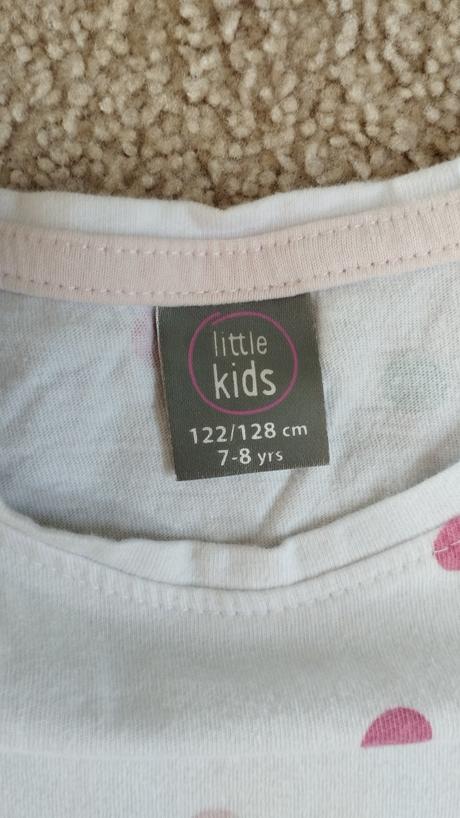 little
kids
122/128 cm
7-8 yrs